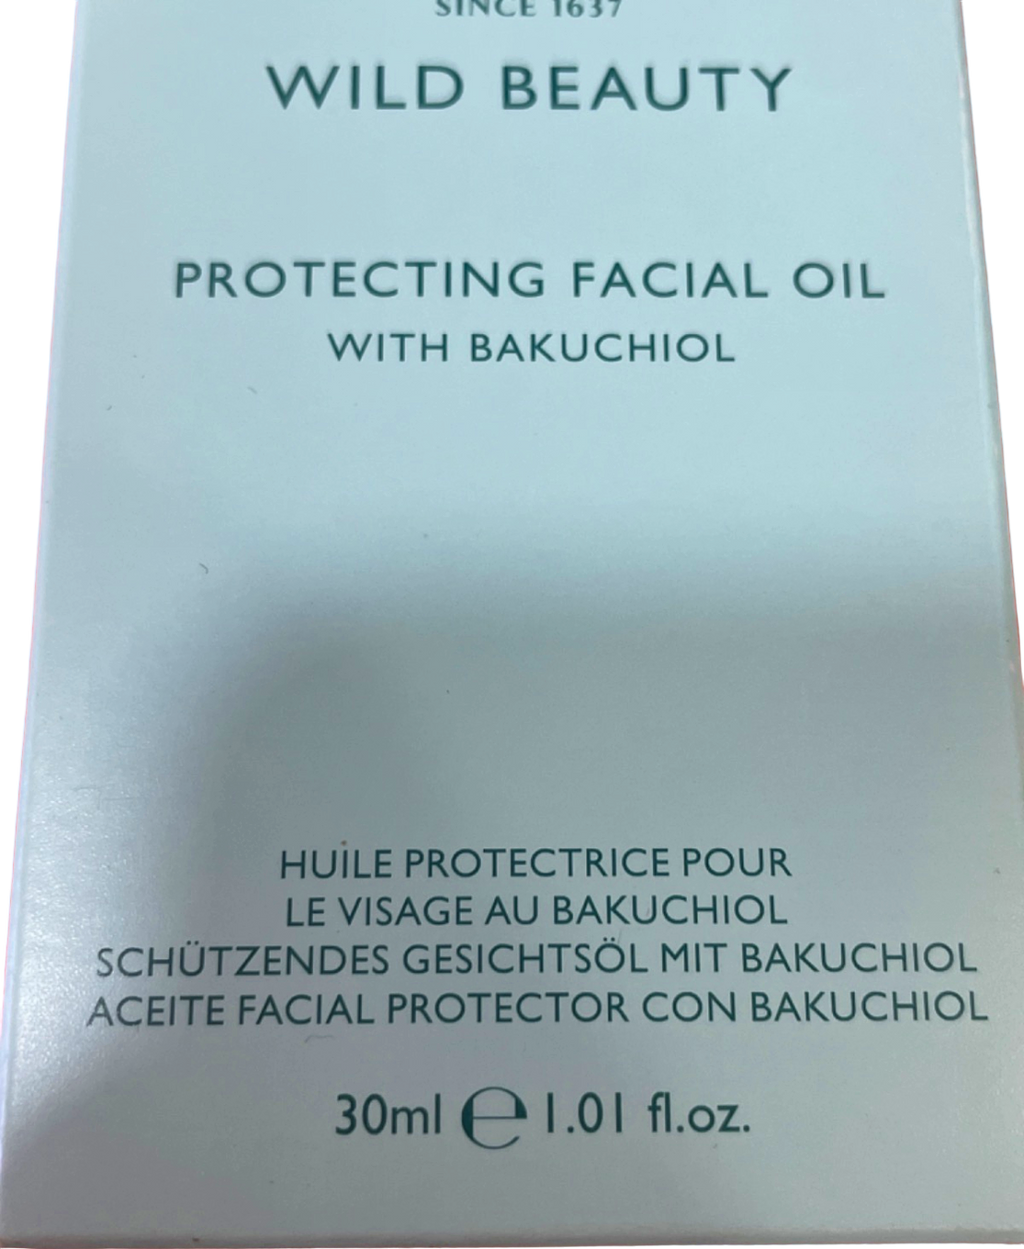 SINCE 1637
WILD BEAUTY
PROTECTING FACIAL OIL
WITH BAKUCHIOL
HUILE PROTECTRICE POUR
LE VISAGE AU BAKUCHIOL
SCHÜTZENDES GESICHTSÖL MIT BAKUCHIOL
ACEITE FACIAL PROTECTOR CON BAKUCHIOL
30ml ℮ 1.01 fl.oz.